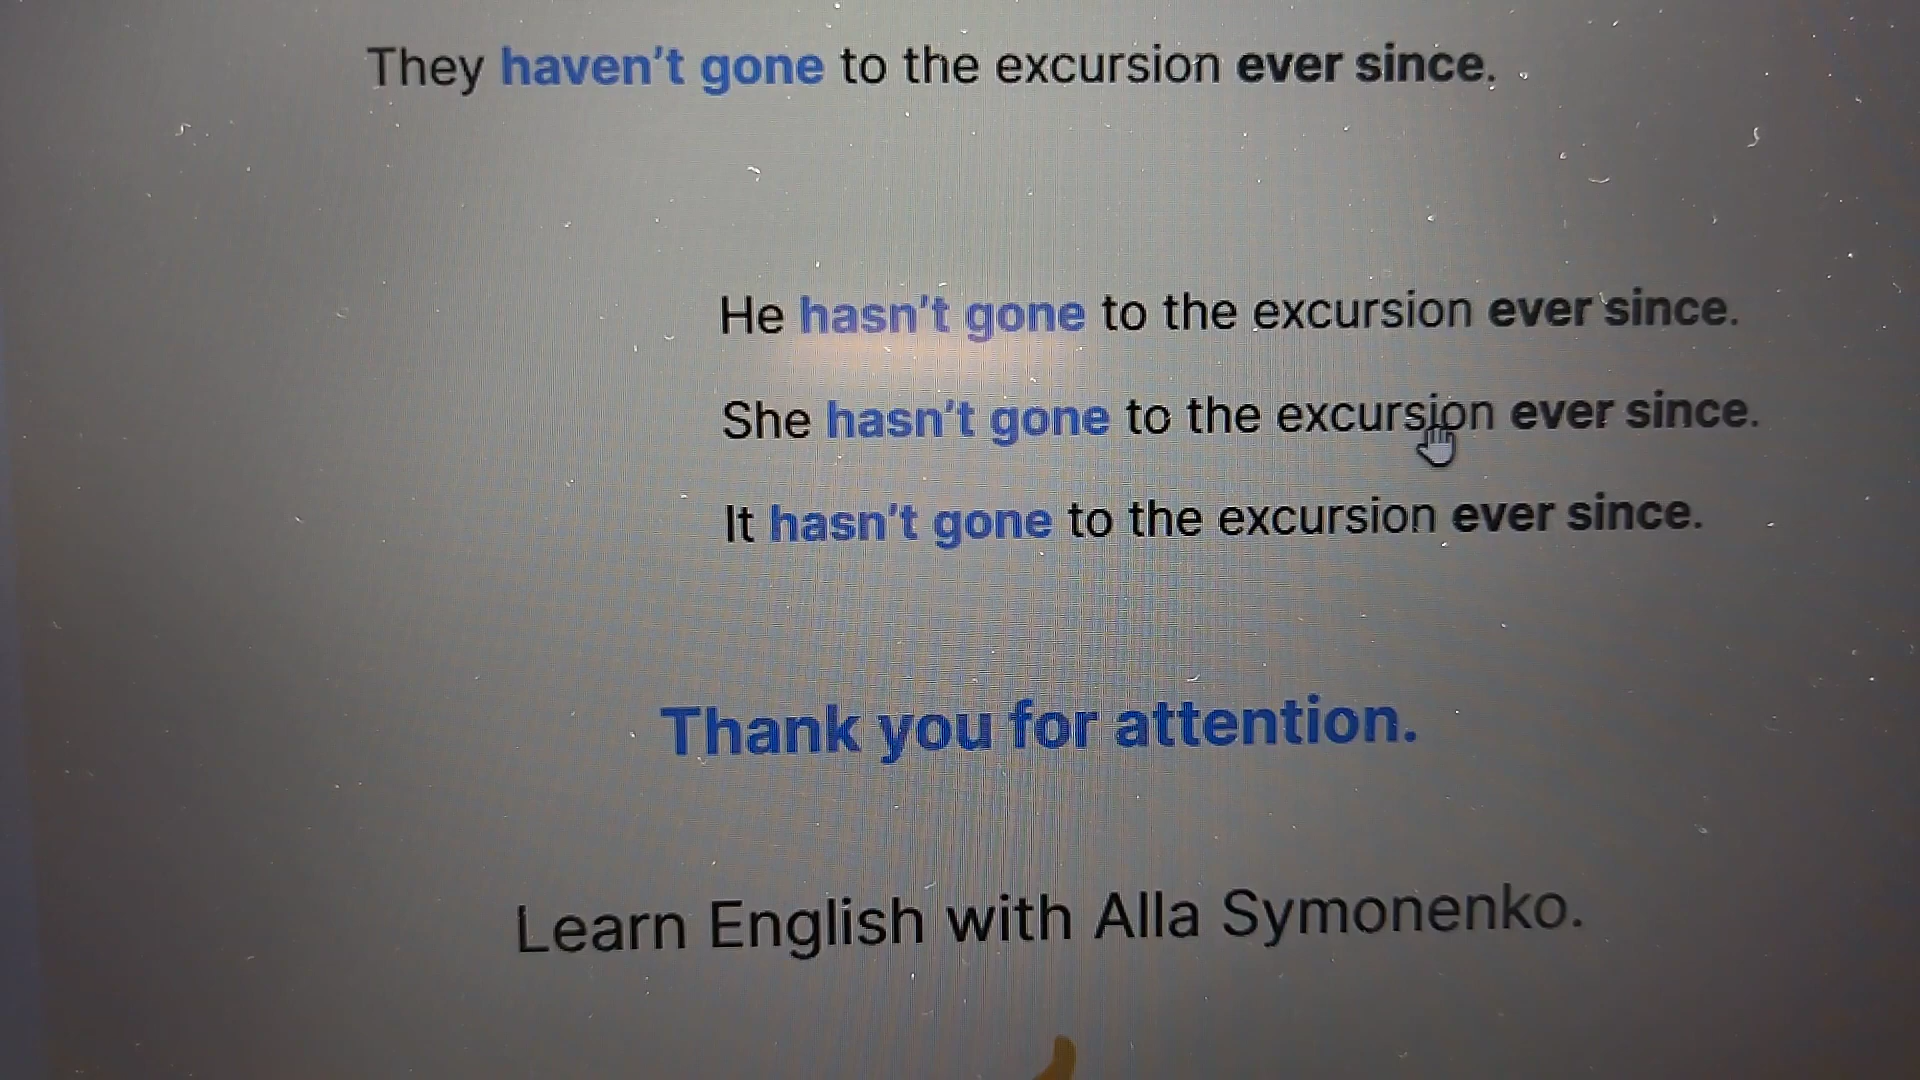 They haven't gone to the excursion ever since.
He hasn't gone to the excursion ever since.
She hasn't gone to the excursion ever since.
It hasn't gone to the excursion ever since.
Thank you for attention.
Learn English with Alla Symonenko.